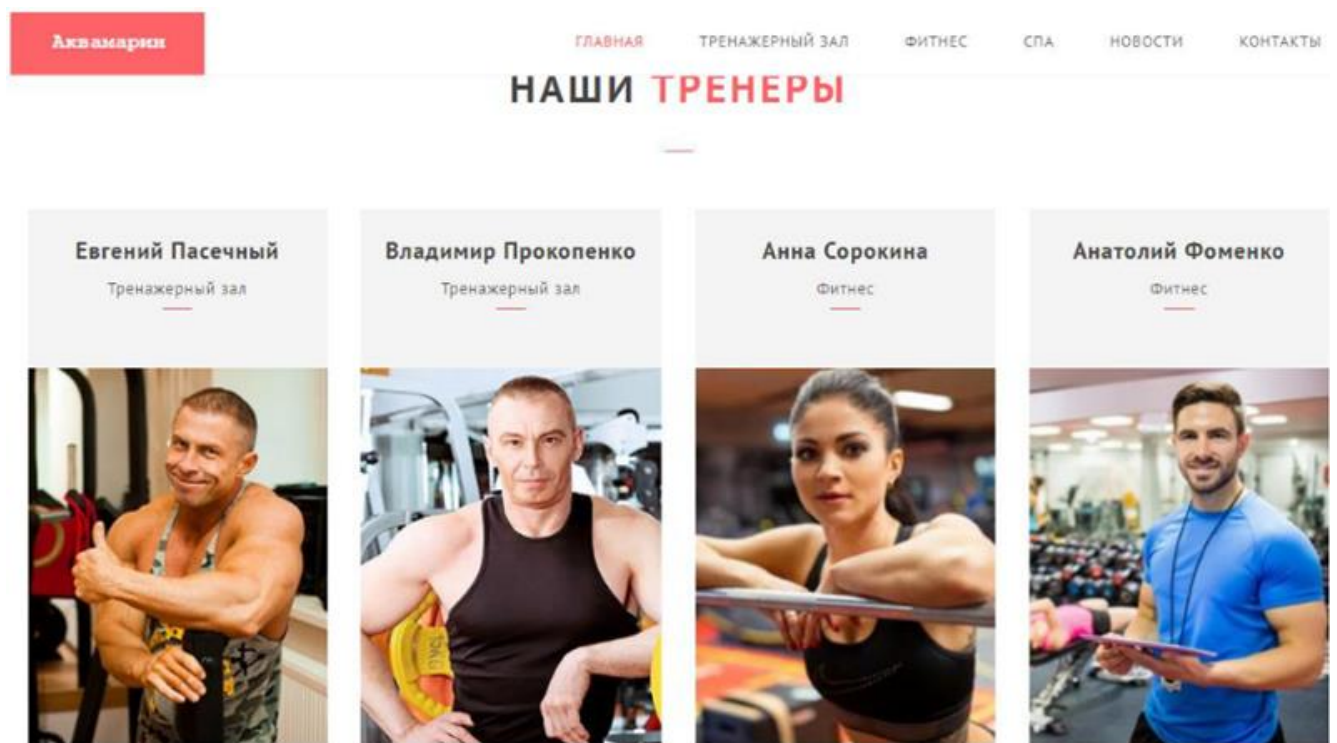 Аквамарин
ГЛАВНАЯ ТРЕНАЖЕРНЫЙ ЗАЛ ФИТНЕС СПА НОВОСТИ КОНТАКТЫ
НАШИ ТРЕНЕРЫ
Евгений Пасечный
Тренажерный зал
Владимир Прокопенко
Тренажерный зал
Анна Сорокина
Фитнес
Анатолий Фоменко
Фитнес